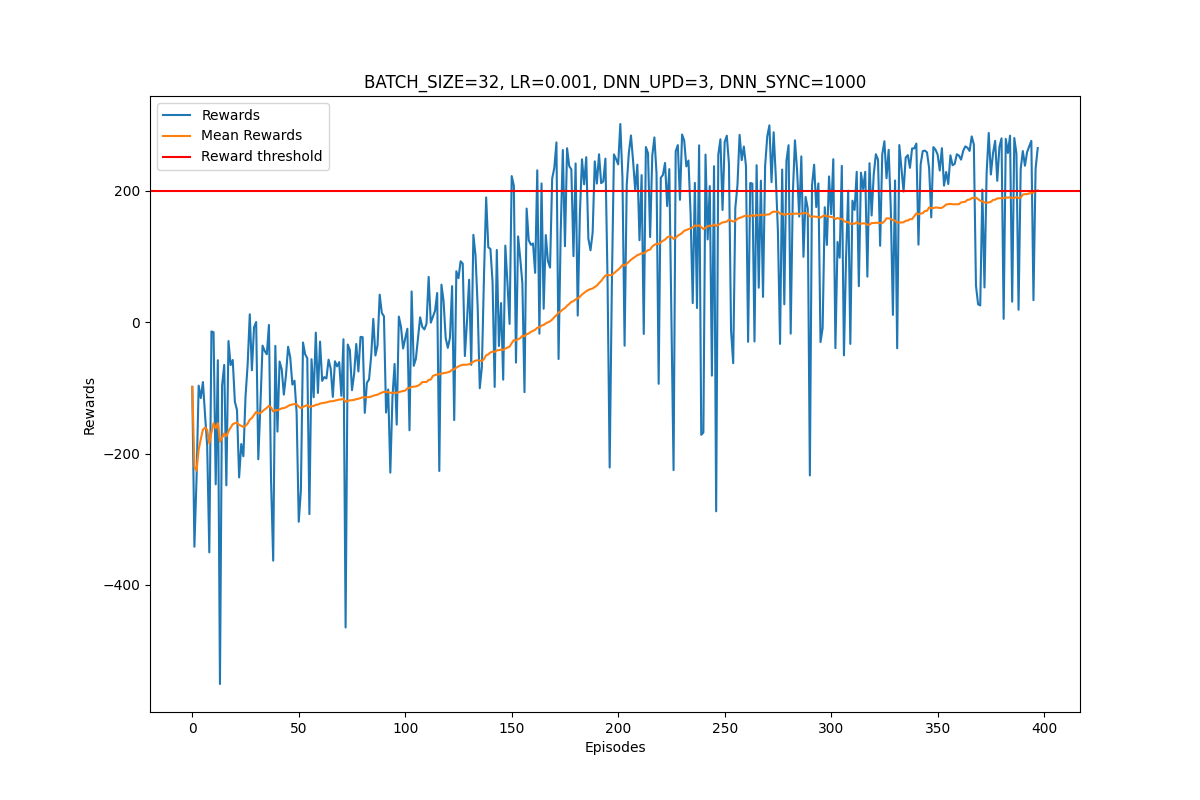 BATCH_SIZE=32, LR=0.001, DNN_UPD=3, DNN_SYNC=1000
Rewards
Mean Rewards
Reward threshold
200
0
−200
−400
Rewards
0 50 100 150 200 250 300 350 400
Episodes